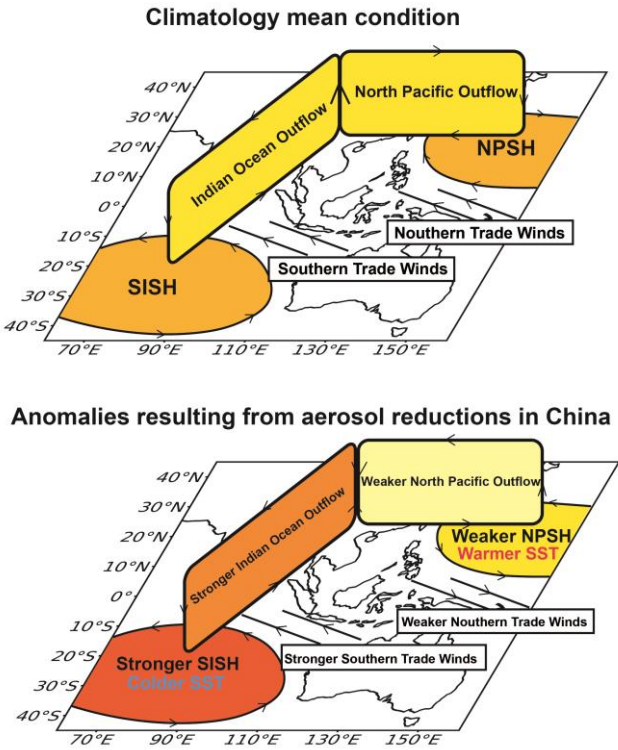 Climatology mean condition
40°N
30°N
20°N
10°N
0°
10°S
20°S
30°S
40°S
North Pacific Outflow
Indian Ocean Outflow
NPSH
Nouthern Trade Winds
Southern Trade Winds
SISH
70°E
90°E
110°E
130°E
150°E
Anomalies resulting from aerosol reductions in China
40°N
30°N
20°N
10°N
0°
10°S
20°S
30°S
40°S
Weaker North Pacific Outflow
Stronger Indian Ocean Outflow
Weaker NPSH
Warmer SST
Weaker Nouthern Trade Winds
Stronger Southern Trade Winds
Stronger SISH
Colder SST
70°E
90°E
110°E
130°E
150°E